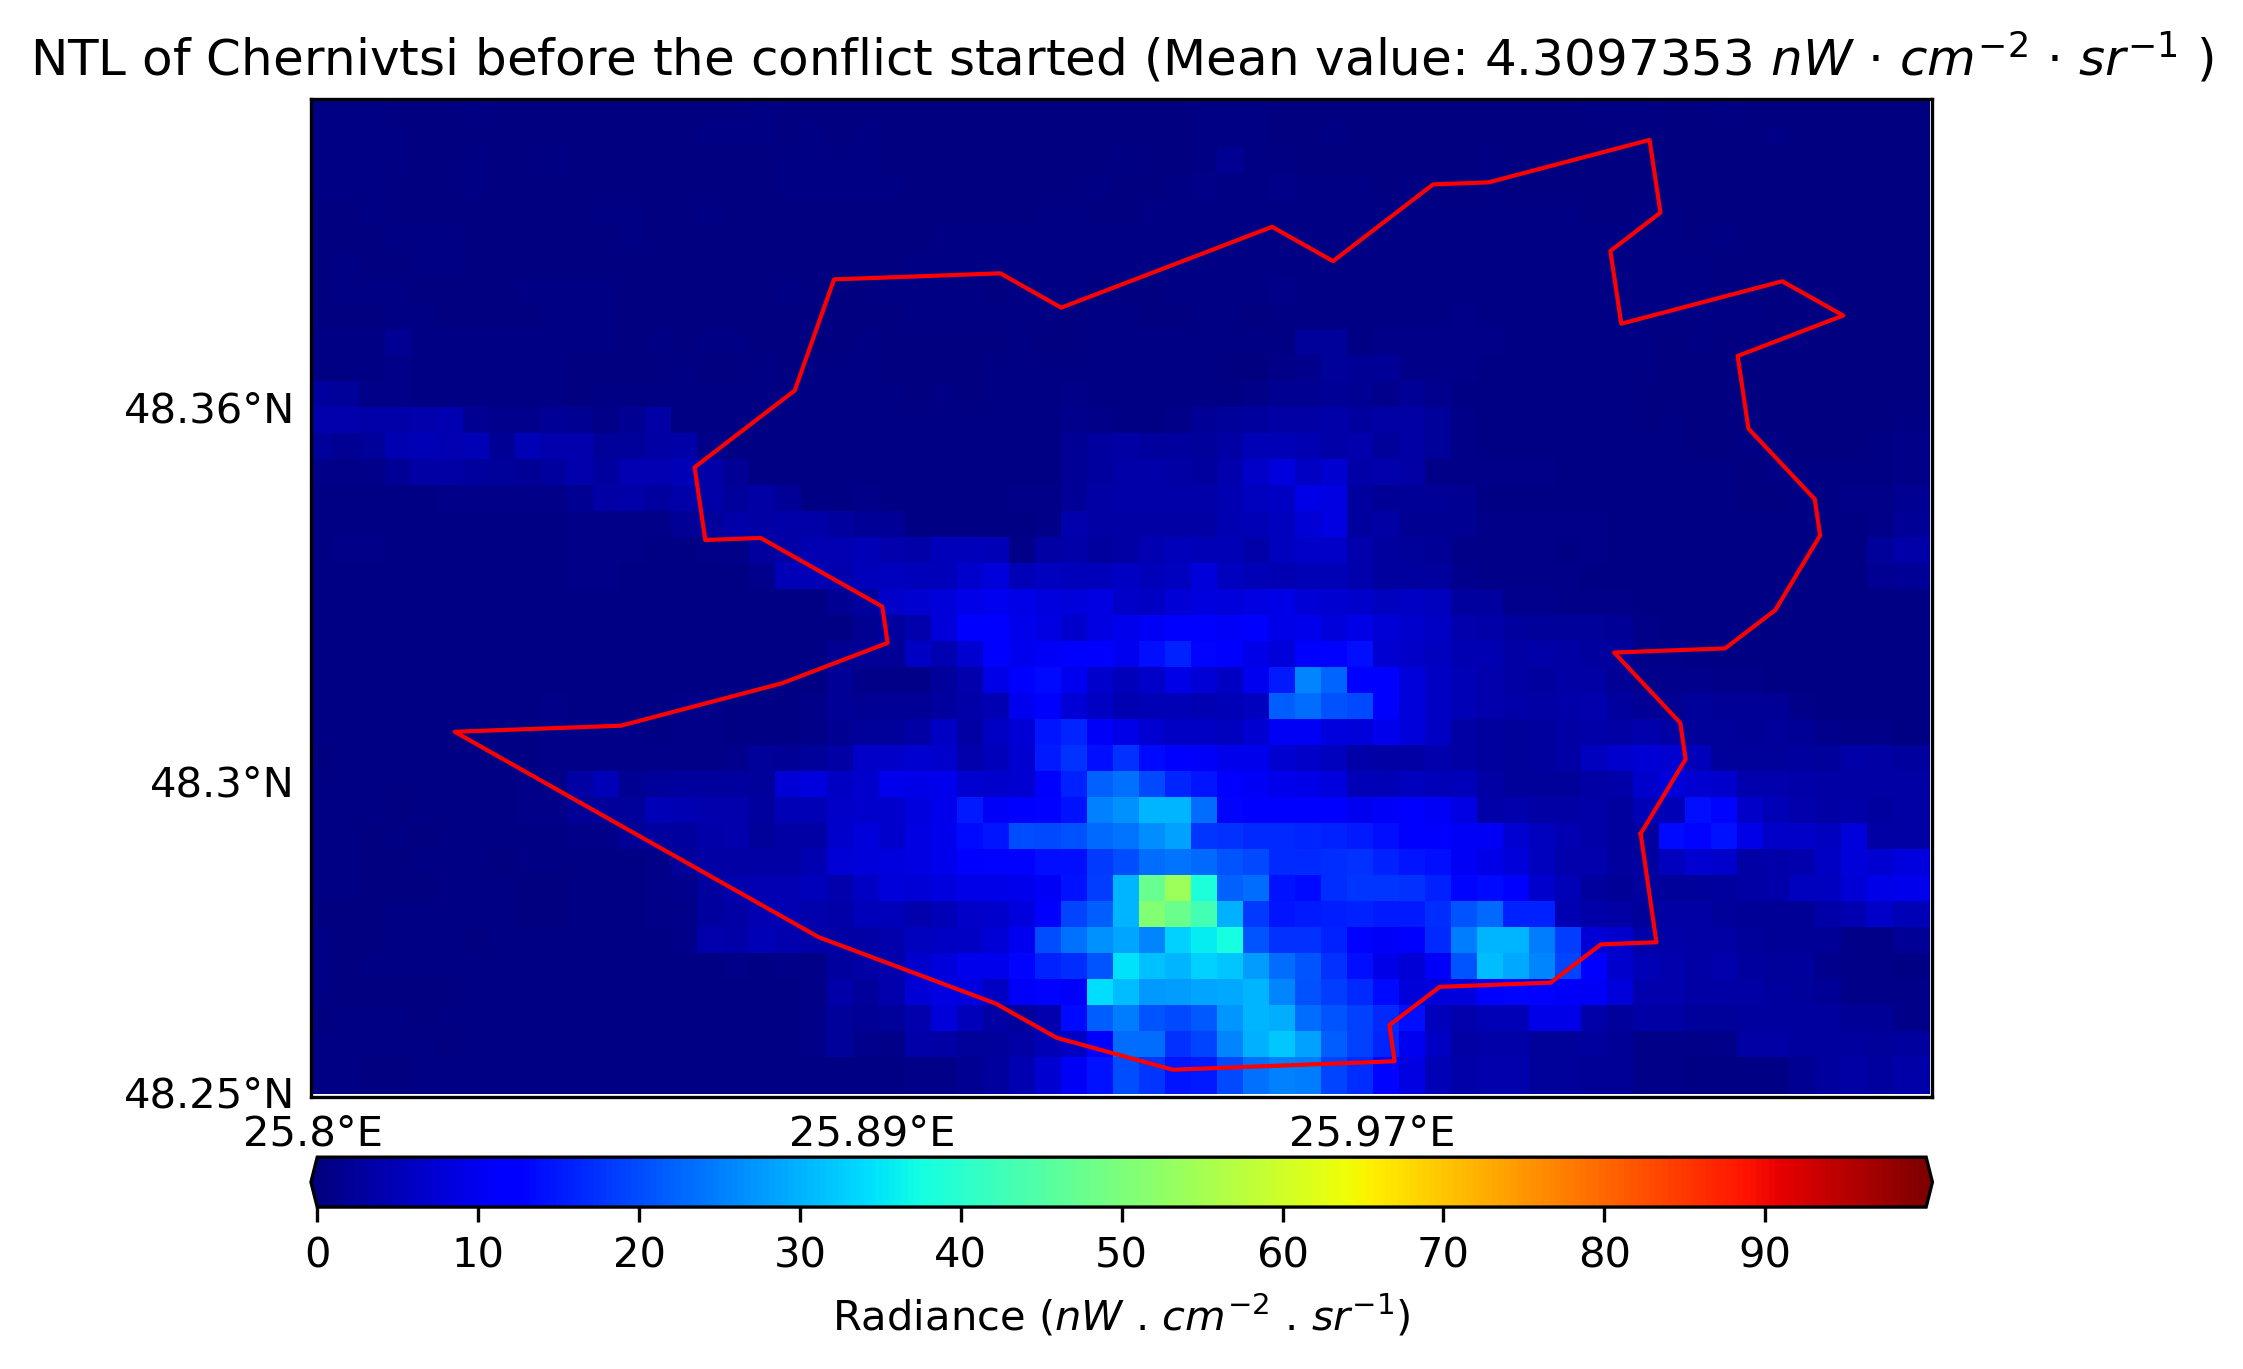 NTL of Chernivtsi before the conflict started (Mean value: 4.3097353 nW · cm⁻² · sr⁻¹ )
48.36°N
48.3°N
48.25°N
25.8°E 25.89°E 25.97°E
0 10 20 30 40 50 60 70 80 90
Radiance (nW . cm⁻² . sr⁻¹)